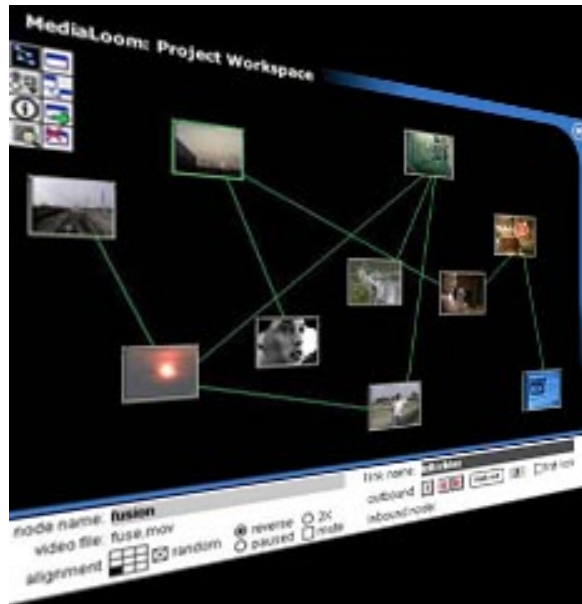 MediaLoom: Project Workspace
node name: fusion
video file: fuse.mov
alignment random
reverse 2X
paused mute
link name:
outbound
inbound node: